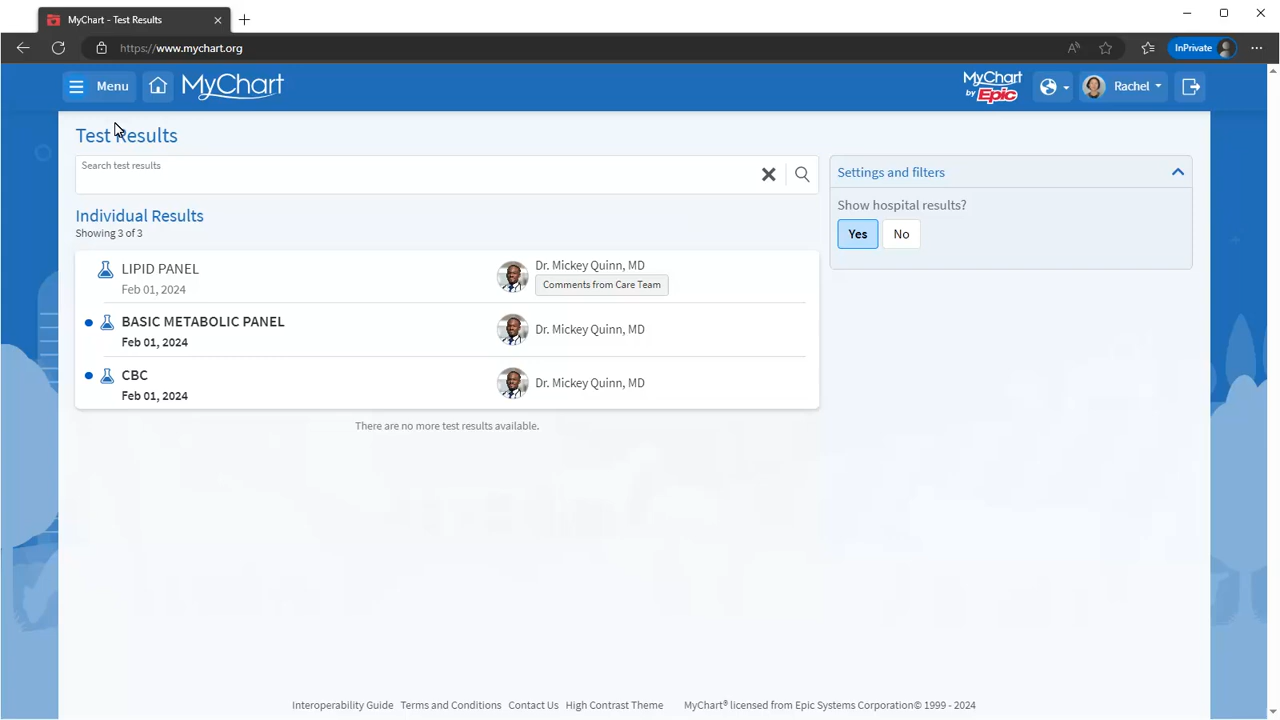 MyChart - Test Results
https://www.mychart.org
InPrivate
Menu
MyChart
MyChart
by Epic
Rachel
Test Results
Search test results
Individual Results
Showing 3 of 3
LIPID PANEL
Feb 01, 2024
Dr. Mickey Quinn, MD
Comments from Care Team
BASIC METABOLIC PANEL
Feb 01, 2024
Dr. Mickey Quinn, MD
CBC
Feb 01, 2024
Dr. Mickey Quinn, MD
There are no more test results available.
Settings and filters
Show hospital results?
Yes No
Interoperability Guide Terms and Conditions Contact Us High Contrast Theme MyChart® licensed from Epic Systems Corporation© 1999 - 2024